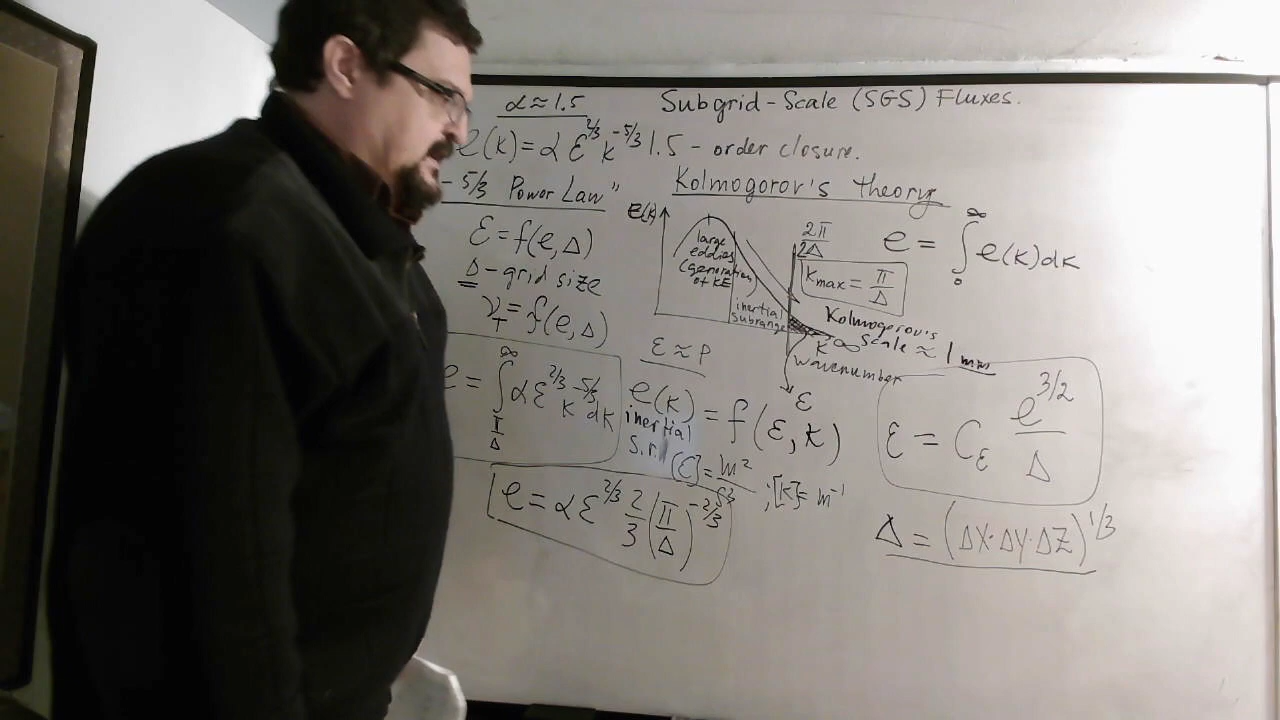 α ≈ 1.5
Subgrid-Scale (SGS) Fluxes.
e(k) = α ε^2/3 k^-5/3
1.5 - order closure.
- 5/3 Power Law"
Kolmogorov's theory
ε = f(e, Δ)
Δ - grid size
ν_T = f(e, Δ)
e(k)
large
eddies
(generation
of KE)
inertial
subrange
2π/2Δ
k_max = π/Δ
e = ∫_0^∞ e(k) dk
Kolmogorov's
scale ≈ 1 mm
k ∞
wavenumber
ε
ε ≈ P
e = ∫_{π/Δ}^∞ α ε^2/3 k^-5/3 dk
e(k) = f(ε, k)
inertial
s.r.
[ε] = m²/s³ ; [k] = m^-1
e = α ε^2/3 2/3 (π/Δ)^-2/3
ε = C_ε e^3/2 / Δ
Δ = (ΔX·ΔY·ΔZ)^1/3